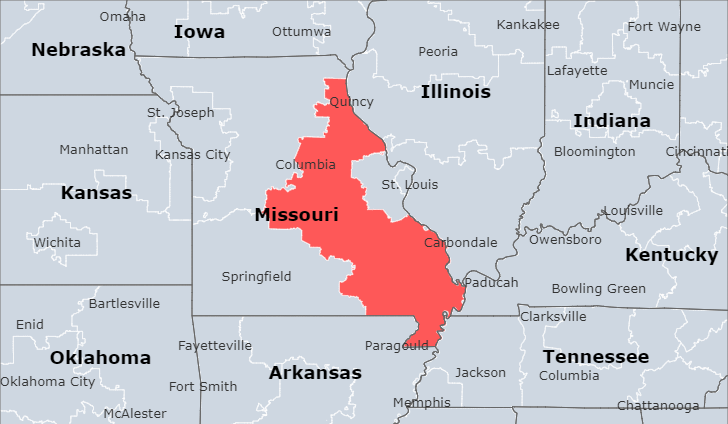 Omaha
Iowa
Kankakee
Fort Wayne
Ottumwa
Nebraska
Peoria
Lafayette
Muncie
Illinois
Quincy
St. Joseph
Indiana
Manhattan
Kansas City
Bloomington
Cincinnati
Columbia
St. Louis
Kansas
Missouri
Louisville
Wichita
Carbondale
Owensboro
Kentucky
Springfield
Paducah
Bowling Green
Bartlesville
Clarksville
Enid
Oklahoma
Fayetteville
Paragould
Tennessee
Arkansas
Jackson
Columbia
Oklahoma City
Fort Smith
McAlester
Memphis
Chattanooga